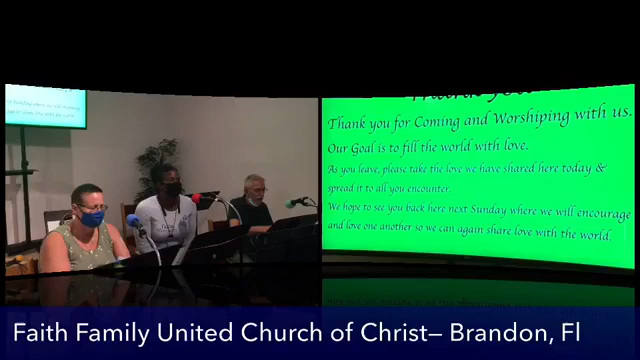 Thank you for Coming and Worshiping with us.
Our Goal is to fill the world with love.
As you leave, please take the love we have shared here today &
spread it to all you encounter.
We hope to see you back here next Sunday where we will encourage
and love one another so we can again share love with the world.
Faith Family United Church of Christ— Brandon, Fl